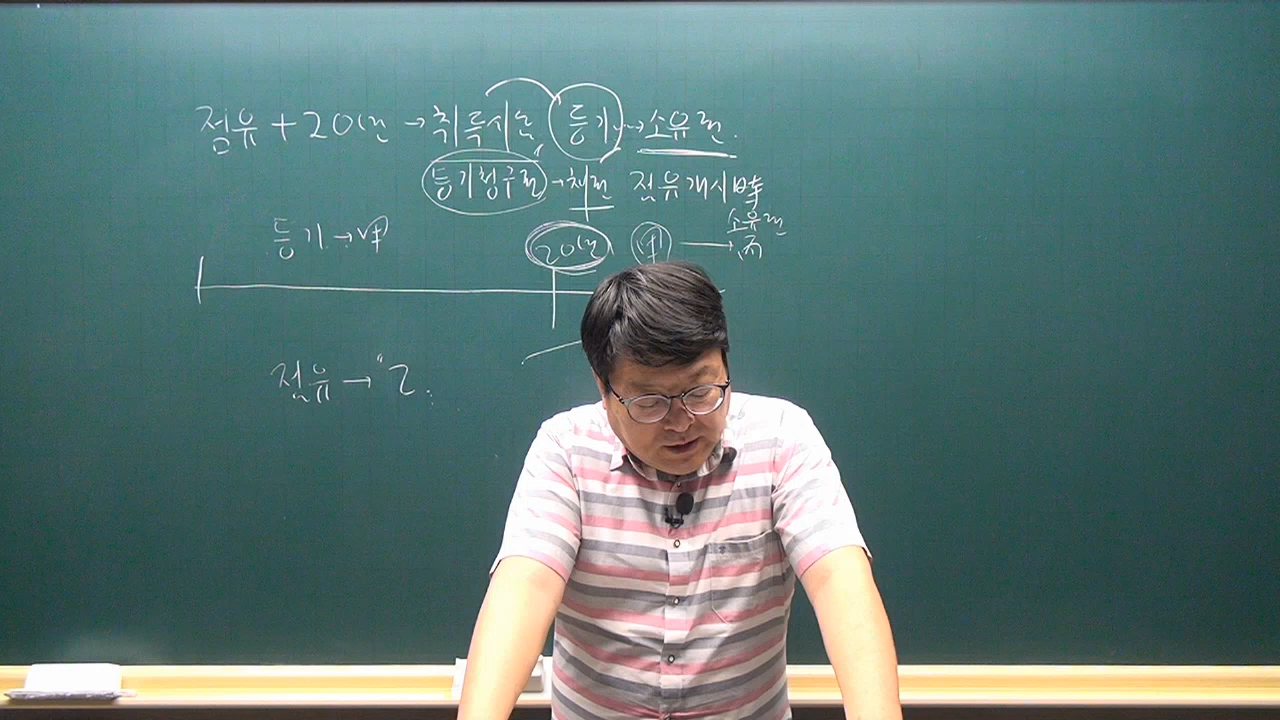 점유 + 20년 → 취득시효 등기 → 소유권.
등기청구권 → 채권 점유개시時
등기 → 甲
20년 甲 → 소유권 丙
점유 → 乙